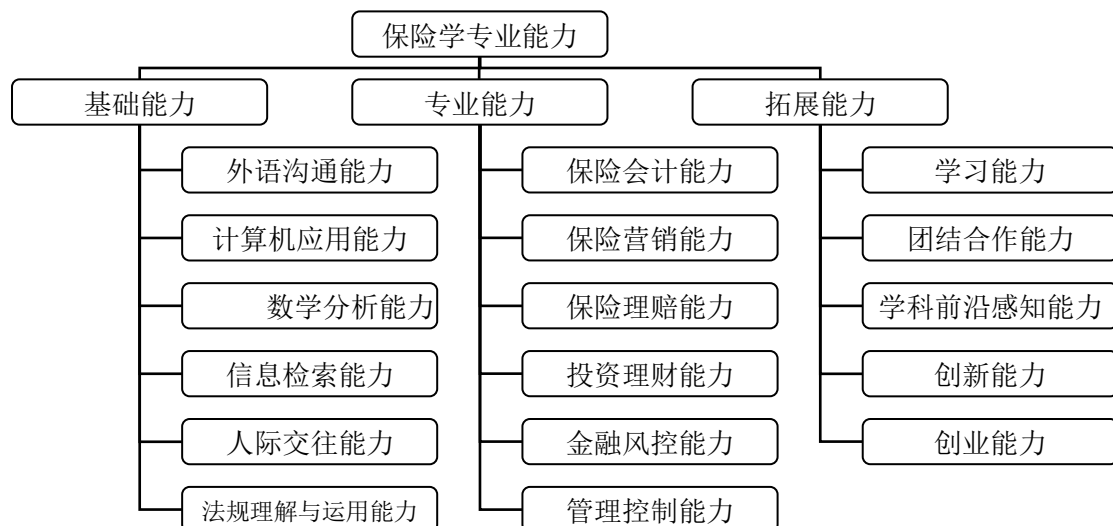 保险学专业能力
基础能力
专业能力
拓展能力
外语沟通能力
保险会计能力
学习能力
计算机应用能力
保险营销能力
团结合作能力
数学分析能力
保险理赔能力
学科前沿感知能力
信息检索能力
投资理财能力
创新能力
人际交往能力
金融风控能力
创业能力
法规理解与运用能力
管理控制能力